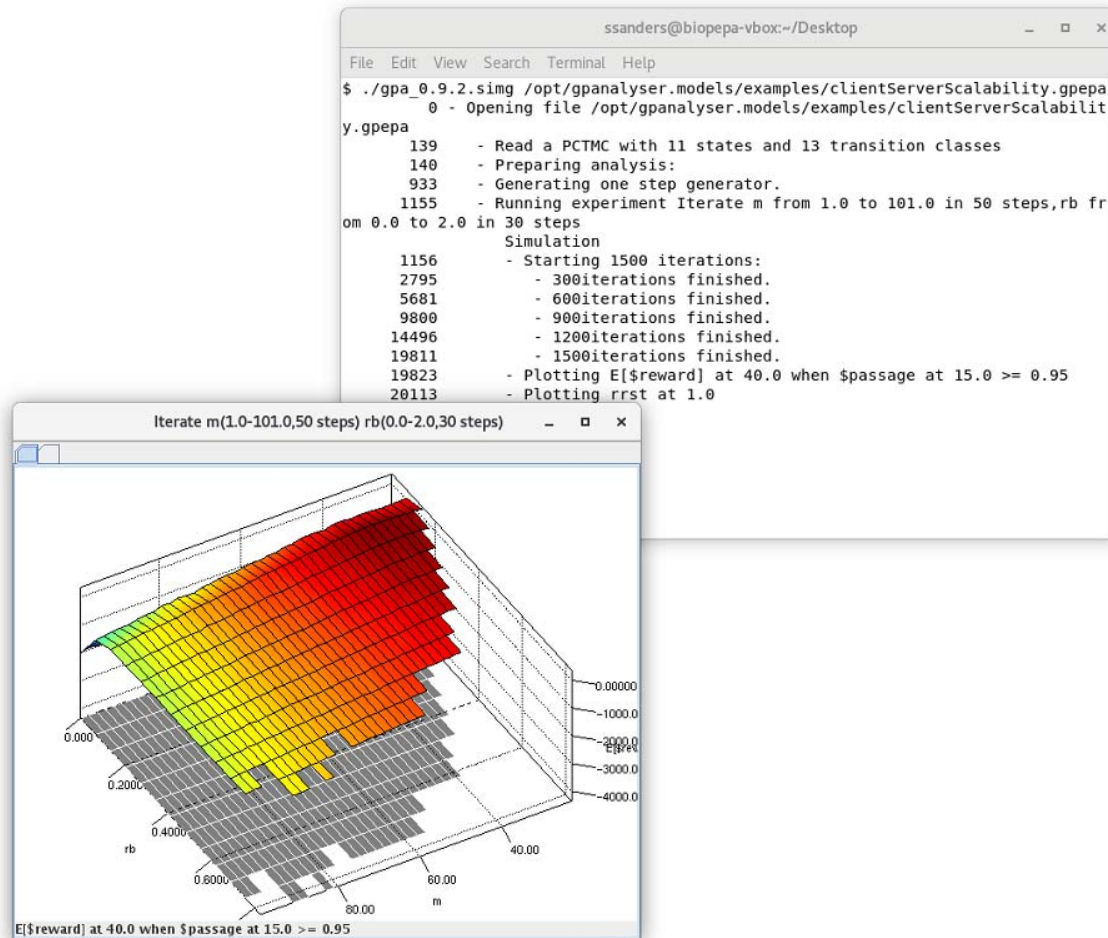 ssanders@biopepa-vbox:~/Desktop
File Edit View Search Terminal Help
$ ./gpa_0.9.2.simg /opt/gpanalyser.models/examples/clientServerScalability.gpepa
0 - Opening file /opt/gpanalyser.models/examples/clientServerScalabilit
y.gpepa
139 - Read a PCTMC with 11 states and 13 transition classes
140 - Preparing analysis:
933 - Generating one step generator.
1155 - Running experiment Iterate m from 1.0 to 101.0 in 50 steps,rb fr
om 0.0 to 2.0 in 30 steps
Simulation
1156 - Starting 1500 iterations:
2795 - 300iterations finished.
5681 - 600iterations finished.
9800 - 900iterations finished.
14496 - 1200iterations finished.
19811 - 1500iterations finished.
19823 - Plotting E[$reward] at 40.0 when $passage at 15.0 >= 0.95
20113 - Plotting rrst at 1.0
Iterate m(1.0-101.0,50 steps) rb(0.0-2.0,30 steps)
0.00000
-1000.0
-2000.0
-3000.0
-4000.0
0.000
0.2000
0.4000
rb
0.6000
40.00
60.00
m
80.00
E[$reward] at 40.0 when $passage at 15.0 >= 0.95